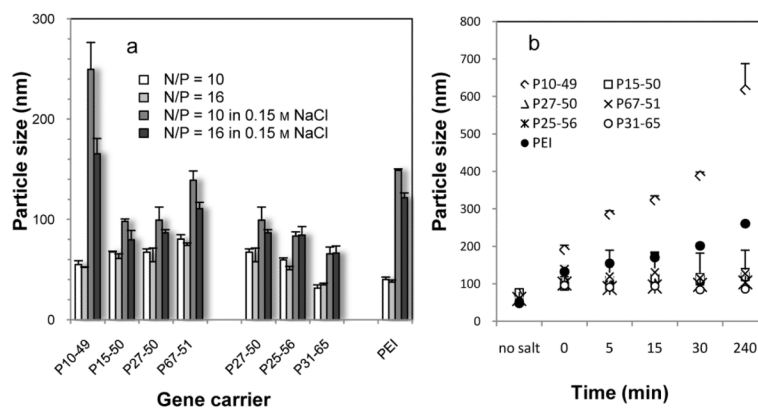 300
200
100
0
Particle size (nm)
a
N/P = 10
N/P = 16
N/P = 10 in 0.15 M NaCl
N/P = 16 in 0.15 M NaCl
P10-49
P15-50
P27-50
P67-51
P27-50
P25-56
P31-65
PEI
Gene carrier
800
700
600
500
400
300
200
100
0
Particle size (nm)
b
P10-49 P15-50
P27-50 P67-51
P25-56 P31-65
PEI
no salt 0 5 15 30 240
Time (min)